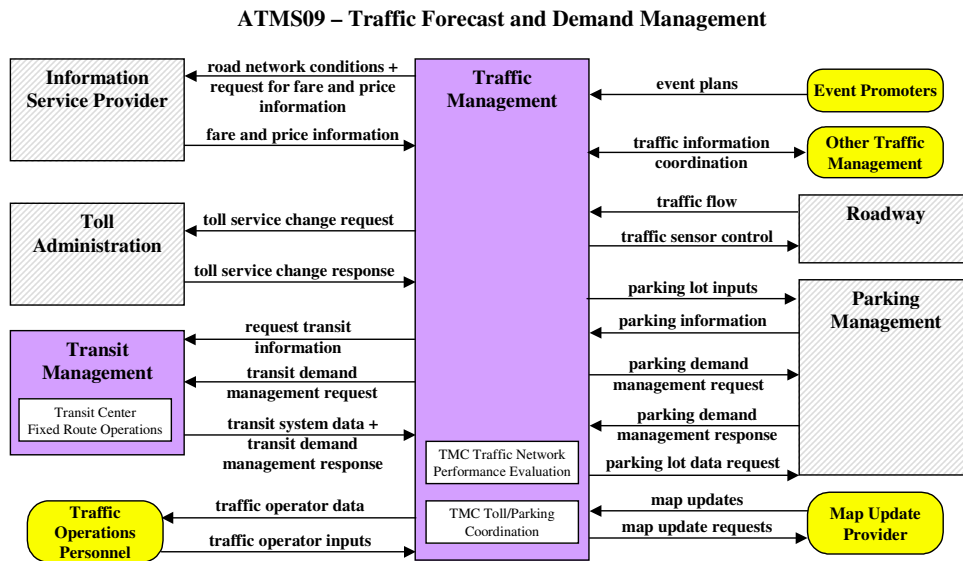 ATMS09 – Traffic Forecast and Demand Management
Information
Service Provider
road network conditions +
request for fare and price
information
fare and price information
Toll
Administration
toll service change request
toll service change response
Transit
Management
Transit Center
Fixed Route Operations
request transit
information
transit demand
management request
transit system data +
transit demand
management response
Traffic
Operations
Personnel
traffic operator data
traffic operator inputs
Traffic
Management
TMC Traffic Network
Performance Evaluation
TMC Toll/Parking
Coordination
event plans
Event Promoters
traffic information
coordination
Other Traffic
Management
traffic flow
traffic sensor control
Roadway
parking lot inputs
parking information
parking demand
management request
parking demand
management response
parking lot data request
Parking
Management
map updates
map update requests
Map Update
Provider